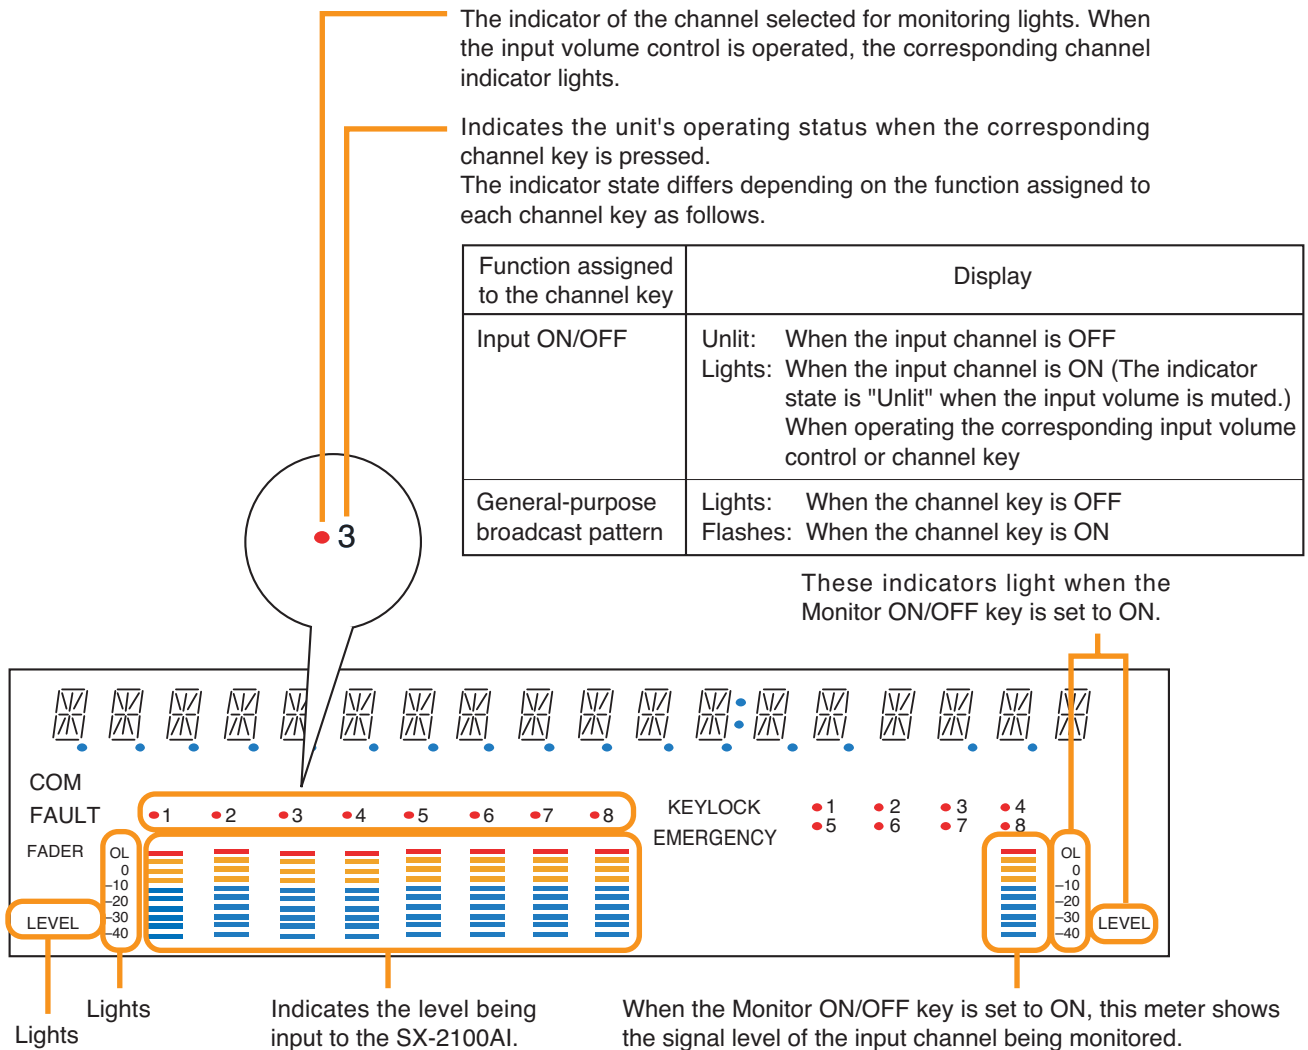 The indicator of the channel selected for monitoring lights. When
the input volume control is operated, the corresponding channel
indicator lights.
Indicates the unit's operating status when the corresponding
channel key is pressed.
The indicator state differs depending on the function assigned to
each channel key as follows.
Function assigned
to the channel key
Display
Input ON/OFF
Unlit: When the input channel is OFF
Lights: When the input channel is ON (The indicator
state is "Unlit" when the input volume is muted.)
When operating the corresponding input volume
control or channel key
General-purpose
broadcast pattern
Lights: When the channel key is OFF
Flashes: When the channel key is ON
3
These indicators light when the
Monitor ON/OFF key is set to ON.
COM
FAULT
1 2 3 4 5 6 7 8
KEYLOCK
EMERGENCY
1 2 3 4
5 6 7 8
FADER
LEVEL
OL
0
–10
–20
–30
–40
OL
0
–10
–20
–30
–40
LEVEL
Lights
Lights
Indicates the level being
input to the SX-2100AI.
When the Monitor ON/OFF key is set to ON, this meter shows
the signal level of the input channel being monitored.